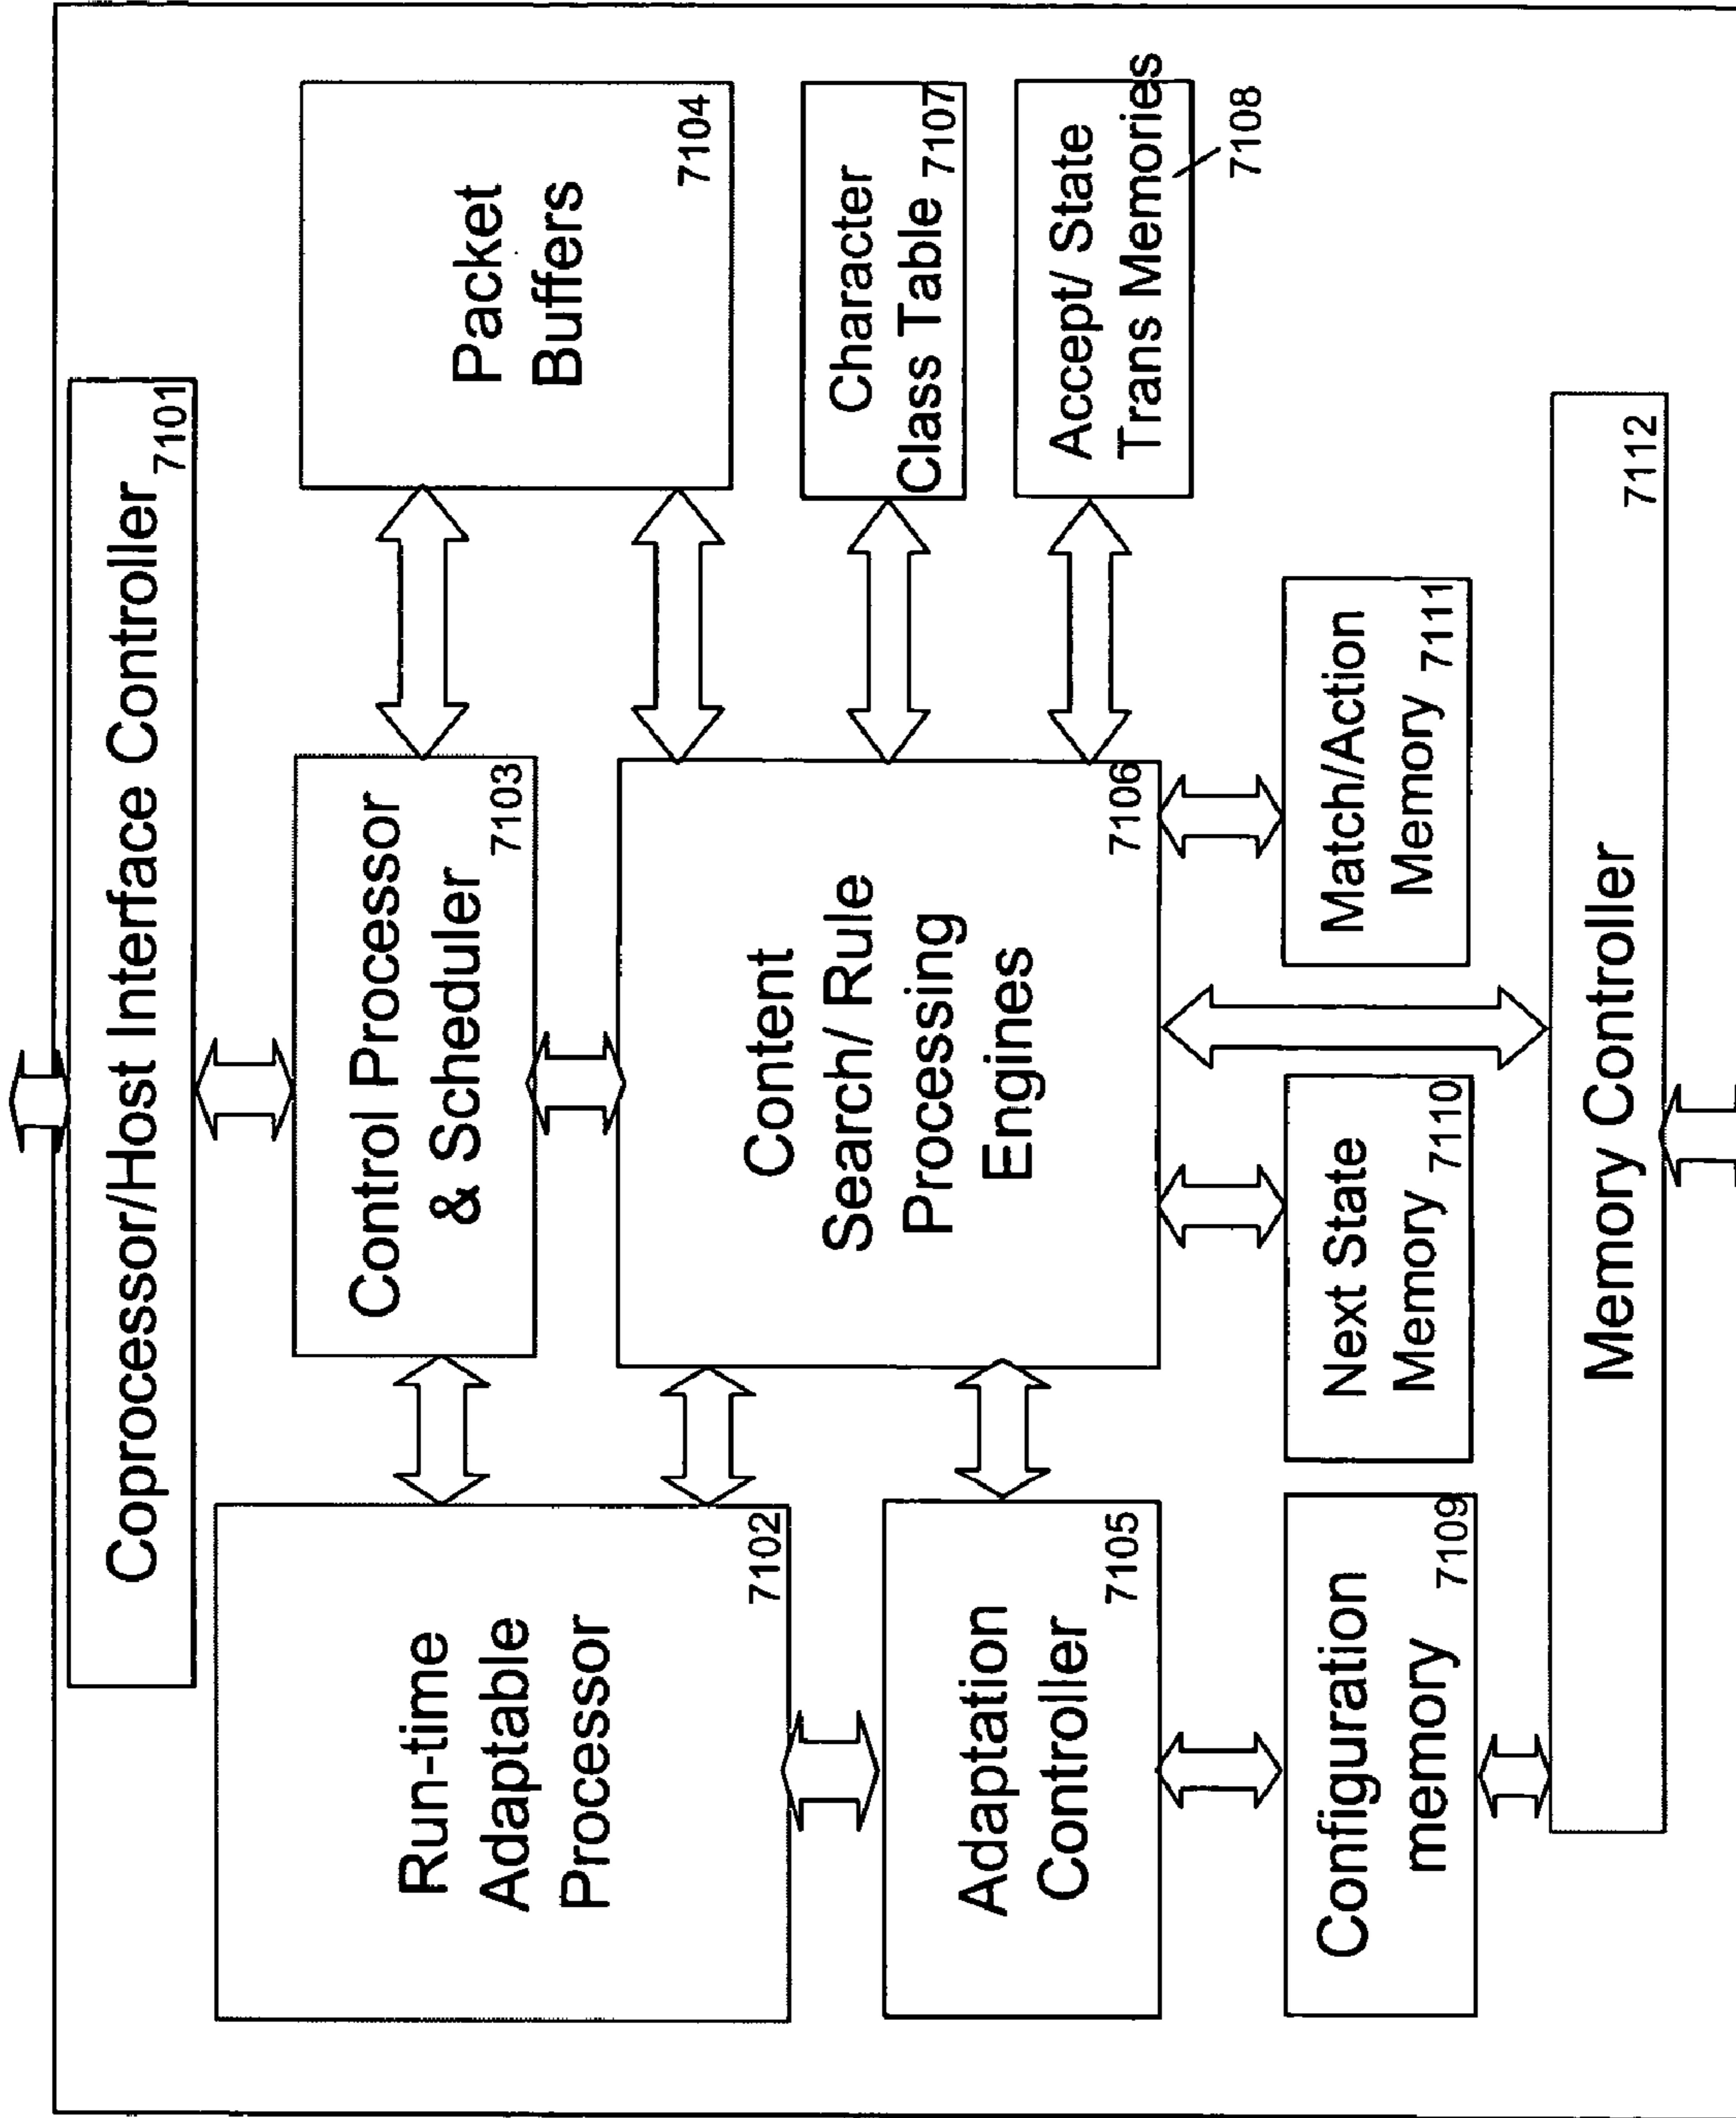 Coprocessor/Host Interface Controller
7101
Run-time
Adaptable
Processor
7102
Control Processor
& Scheduler
7103
Packet
Buffers
7104
Adaptation
Controller
7105
Content
Search/ Rule
Processing
Engines
7106
Character
Class Table 7107
Accept/ State
Trans Memories
7108
Configuration
memory
7109
Next State
Memory 7110
Match/Action
Memory 7111
Memory Controller
7112